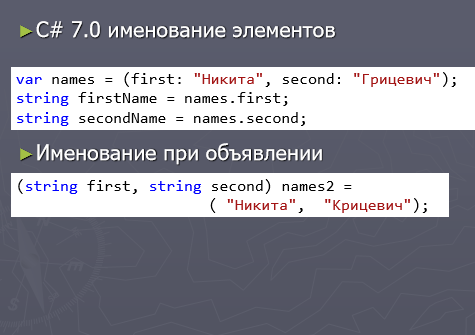 ►C# 7.0 именование элементов
var names = (first: "Никита", second: "Грицевич");
string firstName = names.first;
string secondName = names.second;
►Именование при объявлении
(string first, string second) names2 =
( "Никита", "Крицевич");